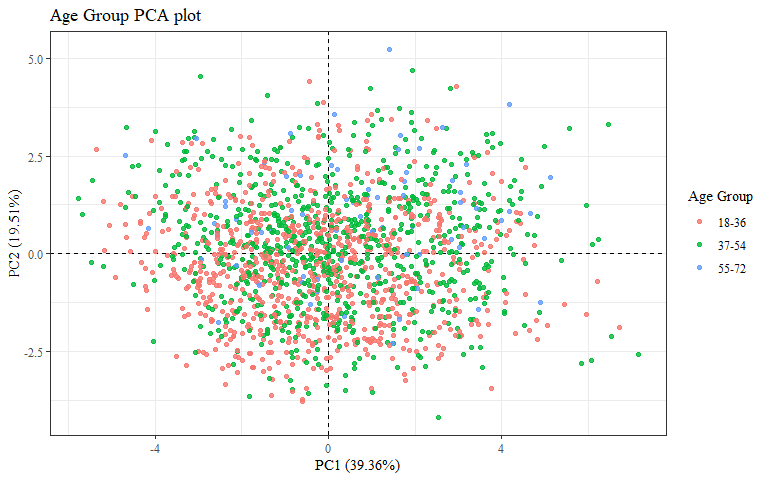 Age Group PCA plot
5.0
2.5
0.0
-2.5
-4
0
4
PC1 (39.36%)
PC2 (19.51%)
Age Group
18-36
37-54
55-72